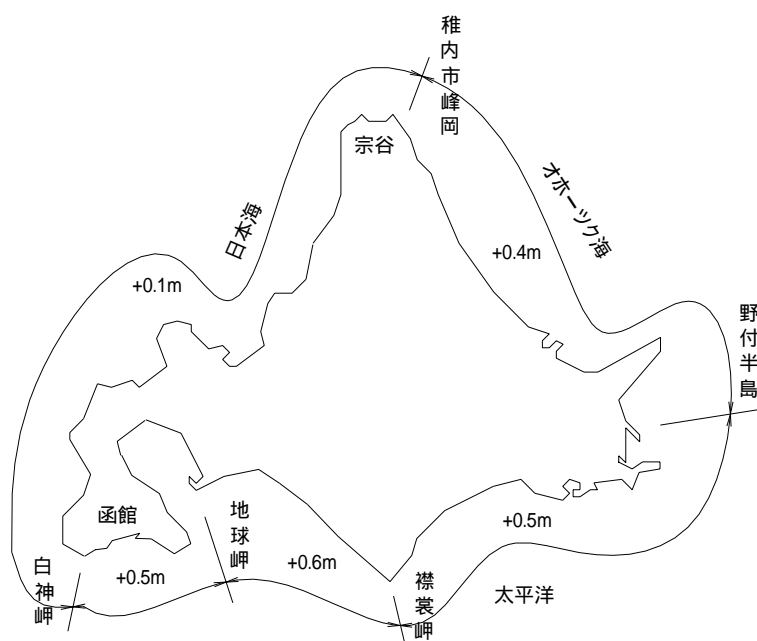 稚内市峰岡
宗谷
日本海
オホーツク海
+0.4m
+0.1m
野付半島
函館
地球岬
+0.5m
+0.6m
白神岬
+0.5m
襟裳岬
太平洋